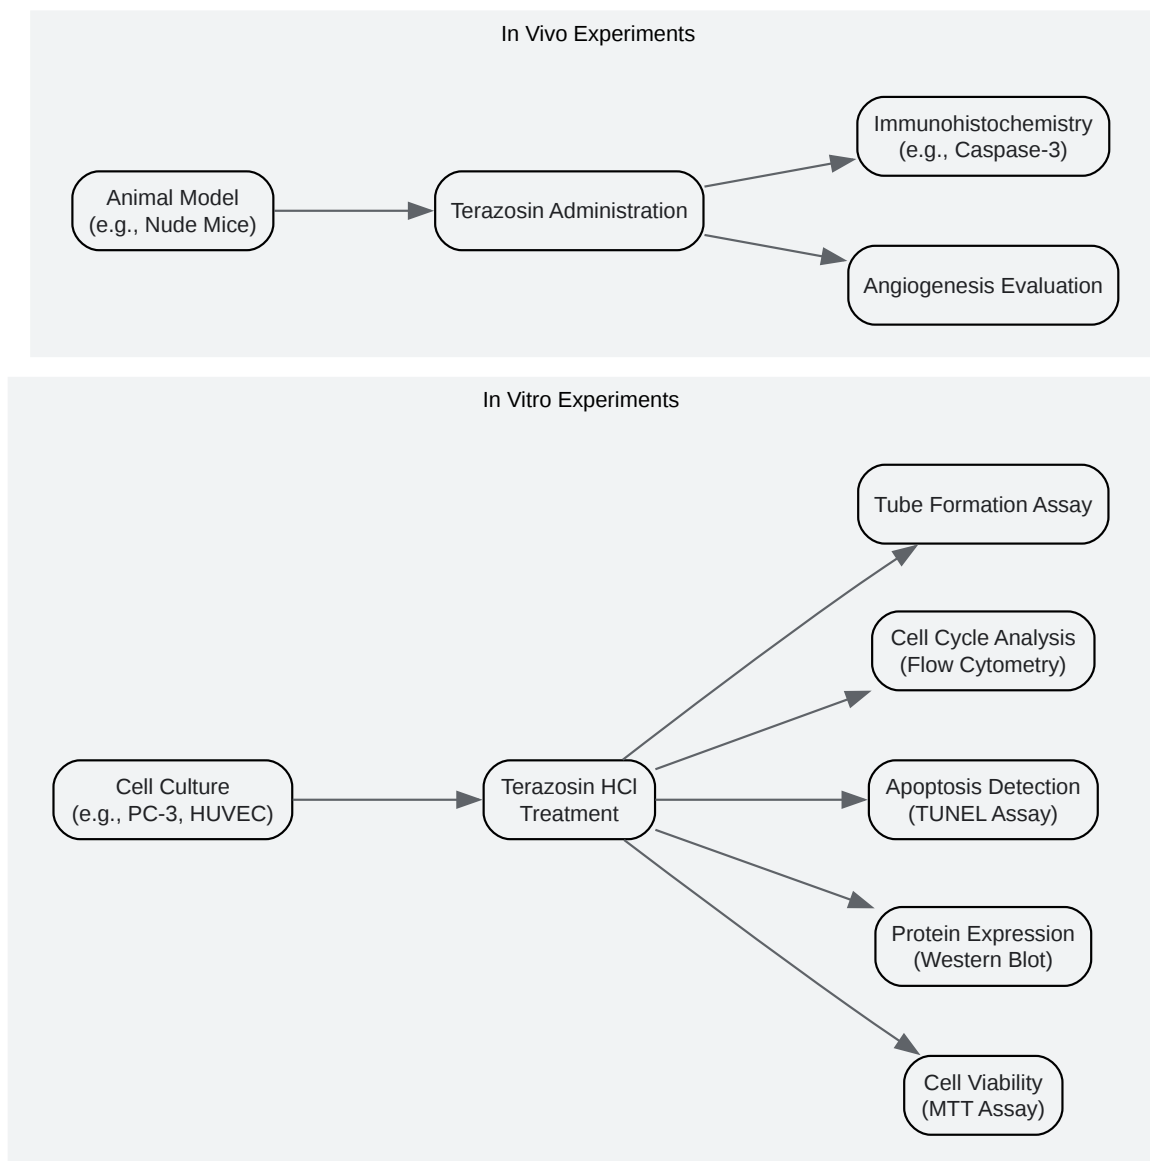 In Vivo Experiments
Immunohistochemistry
(e.g., Caspase-3)
Animal Model
(e.g., Nude Mice)
Terazosin Administration
Angiogenesis Evaluation
In Vitro Experiments
Tube Formation Assay
Cell Cycle Analysis
(Flow Cytometry)
Cell Culture
(e.g., PC-3, HUVEC)
Terazosin HCl
Treatment
Apoptosis Detection
(TUNEL Assay)
Protein Expression
(Western Blot)
Cell Viability
(MTT Assay)